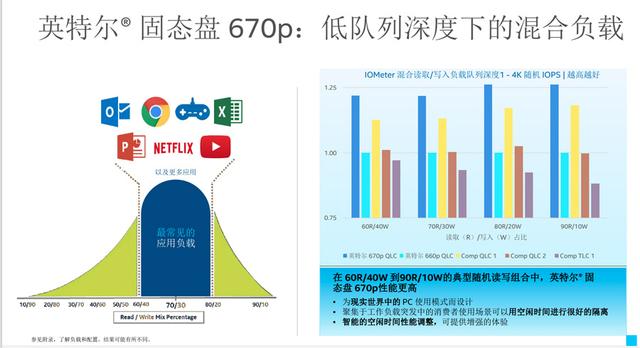 英特尔® 固态盘 670p：低队列深度下的混合负载
NETFLIX
以及更多应用
最常见的
应用负载
10/90 20/80 30/70 40/60 50/50 60/40 70/30 80/20 90/10
Read / Write Mix Percentage
IOMeter 混合读取/写入负载队列深度1 - 4K 随机 IOPS | 越高越好
1.25
1.00
0.75
60R/40W 70R/30W 80R/20W 90R/10W
读取（R）/写入（W）占比
英特尔 670p QLC 英特尔 660p QLC Comp QLC 1 Comp QLC 2 Comp TLC 1
在 60R/40W 到90R/10W的典型随机读写组合中，英特尔® 固
态盘 670p性能更高
• 为现实世界中的 PC 使用模式而设计
• 聚焦于工作负载突发中的消费者使用场景可以用空闲时间进行很好的隔离
• 智能的空闲时间性能调整，可提供增强的体验
参见附录，了解负载和配置。结果可能有所不同。